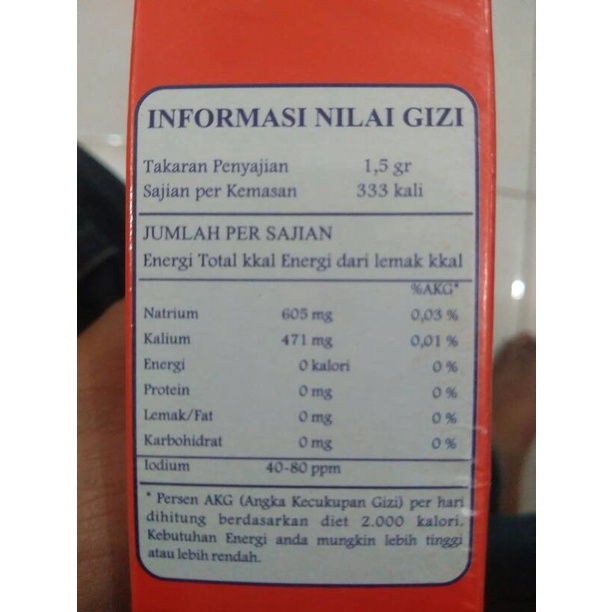 INFORMASI NILAI GIZI
Takaran Penyajian 1,5 gr
Sajian per Kemasan 333 kali
JUMLAH PER SAJIAN
Energi Total kkal Energi dari lemak kkal
%AKG*
Natrium 605 mg 0,03 %
Kalium 471 mg 0,01 %
Energi 0 kalori 0 %
Protein 0 mg 0 %
Lemak/Fat 0 mg 0 %
Karbohidrat 0 mg 0 %
Iodium 40-80 ppm
* Persen AKG (Angka Kecukupan Gizi) per hari
dihitung berdasarkan diet 2.000 kalori.
Kebutuhan Energi anda mungkin lebih tinggi
atau lebih rendah.